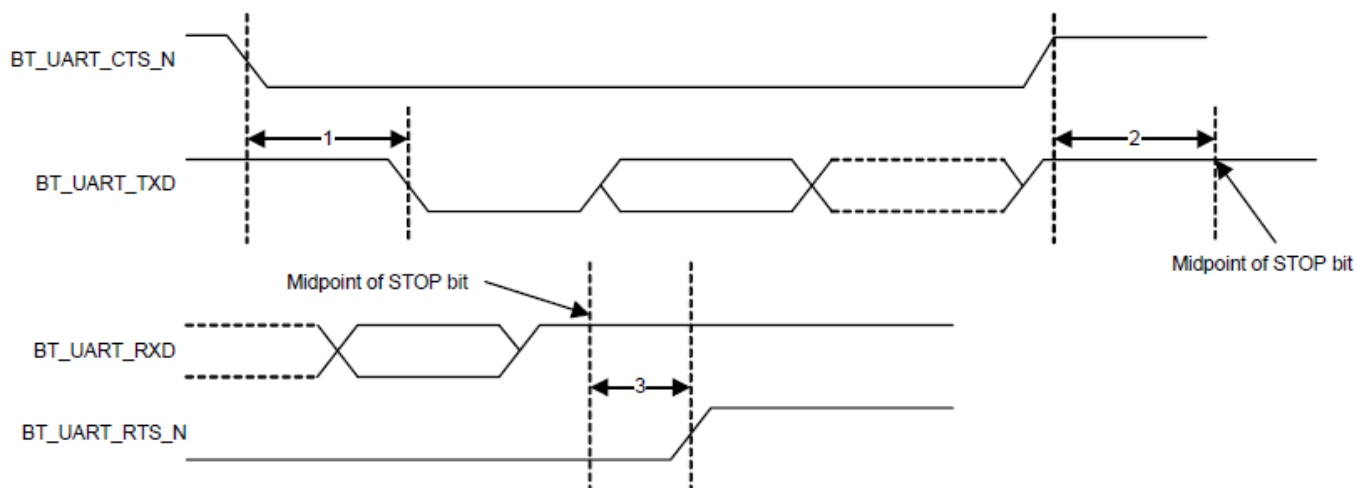 BT_UART_CTS_N
1
2
BT_UART_TXD
Midpoint of STOP bit
Midpoint of STOP bit
BT_UART_RXD
3
BT_UART_RTS_N